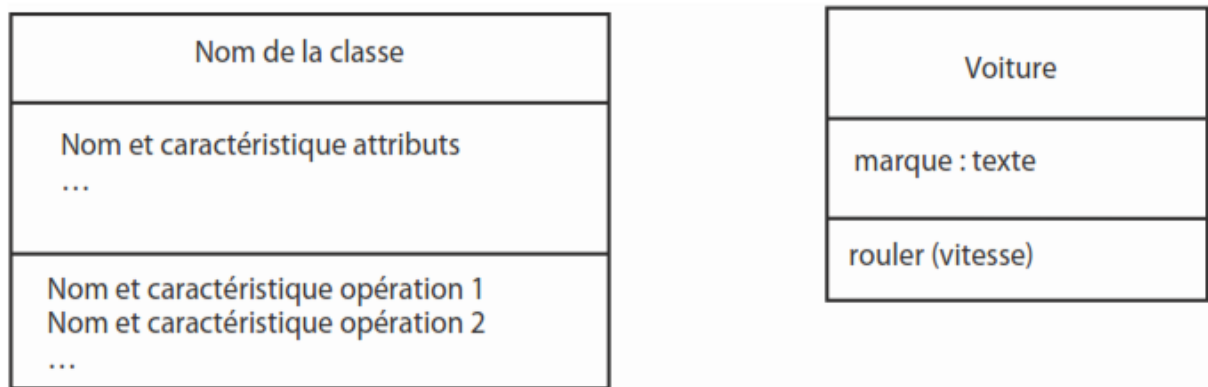 Nom de la classe
Nom et caractéristique attributs
…
Nom et caractéristique opération 1
Nom et caractéristique opération 2
…
Voiture
marque : texte
rouler (vitesse)